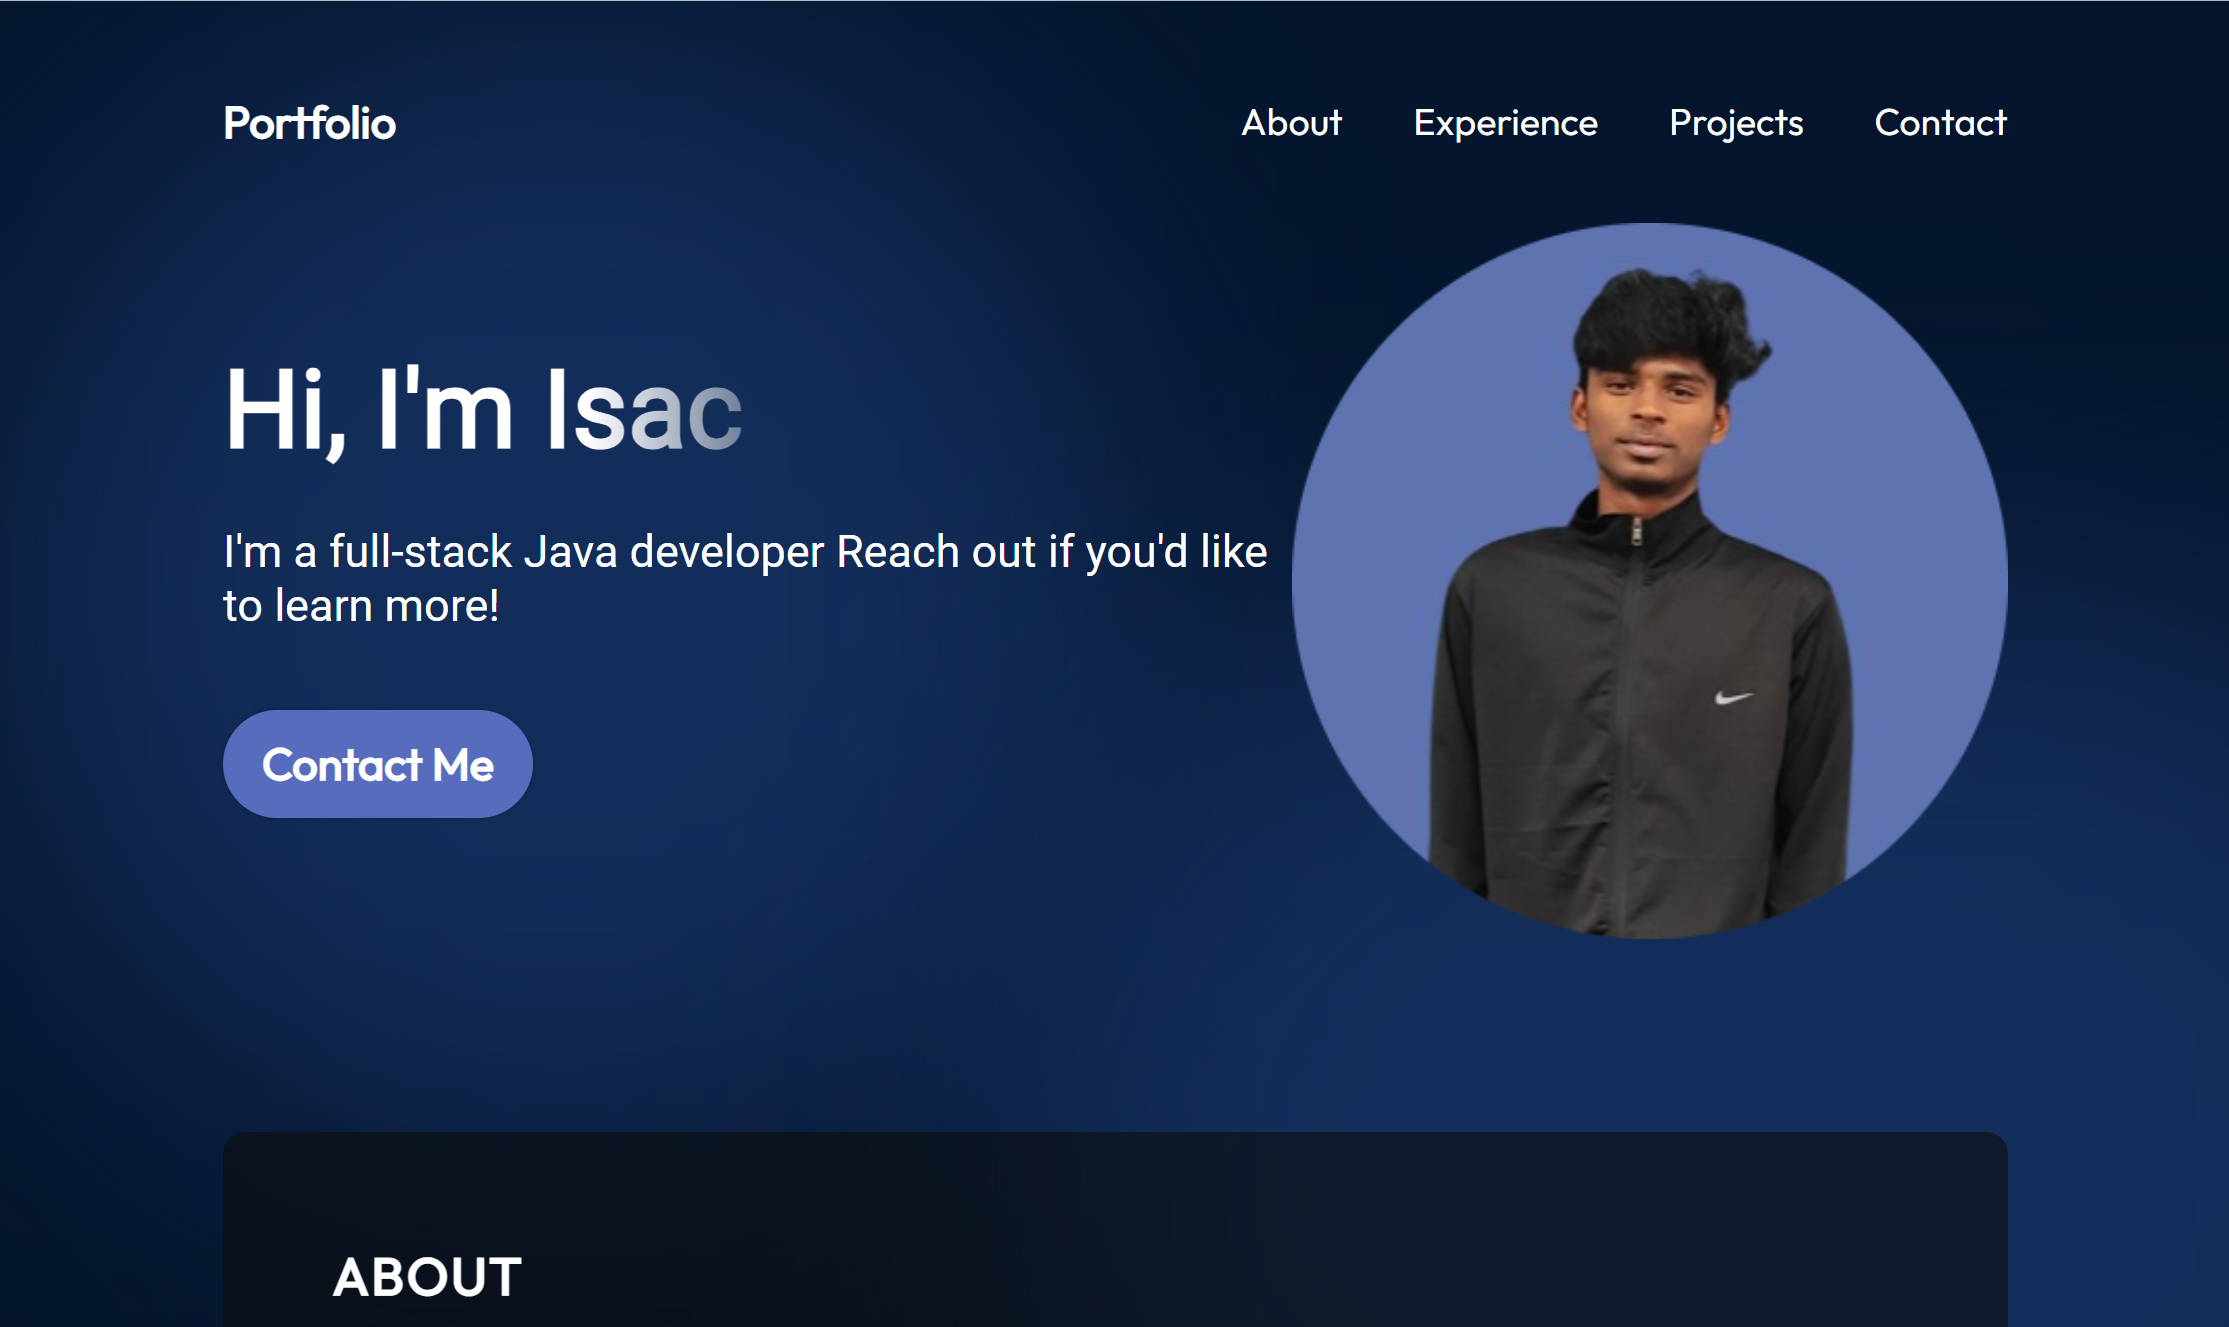 Portfolio
About
Experience
Projects
Contact
Hi, I'm Isac
I'm a full-stack Java developer Reach out if you'd like
to learn more!
Contact Me
ABOUT